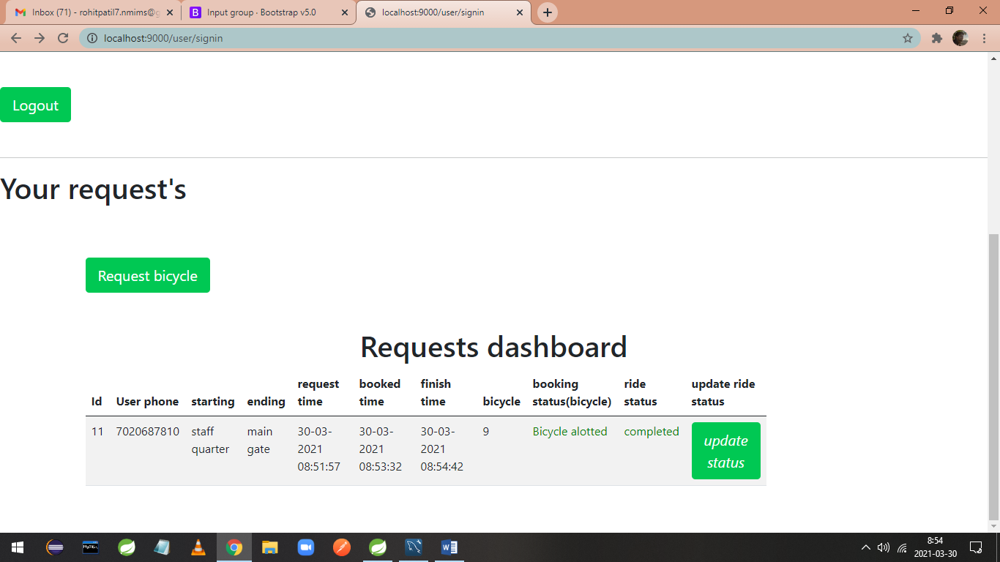 Inbox (71) - rohitpatil7.nmims@g
Input group · Bootstrap v5.0
localhost:9000/user/signin
localhost:9000/user/signin
Logout
Your request's
Request bicycle
Requests dashboard
Id User phone starting ending request time booked time finish time bicycle booking status(bicycle) ride status update ride status
11 7020687810 staff quarter main gate 30-03-2021 08:51:57 30-03-2021 08:53:32 30-03-2021 08:54:42 9 Bicycle alotted completed update status
8:54
2021-03-30